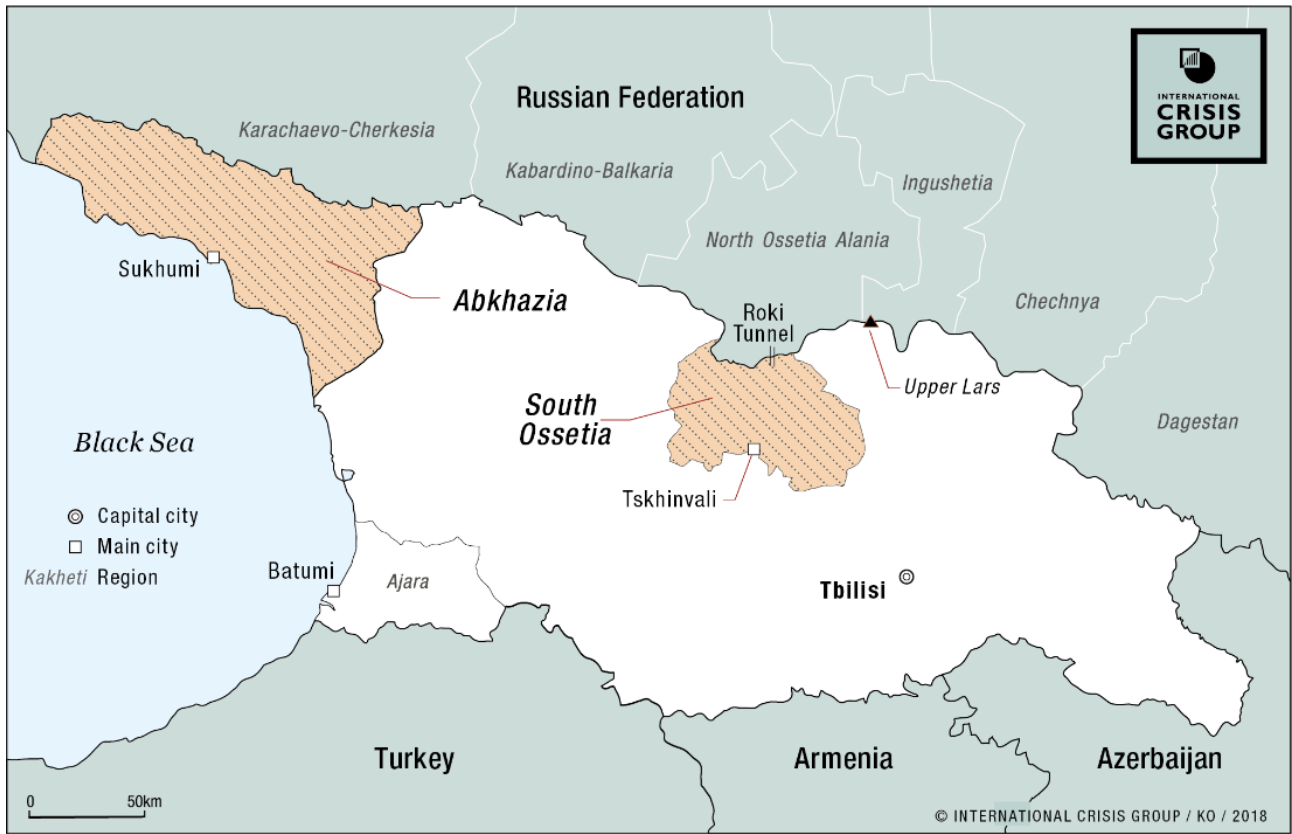 INTERNATIONAL
CRISIS
GROUP
Russian Federation
Karachaevo-Cherkesia
Kabardino-Balkaria
Ingushetia
North Ossetia Alania
Sukhumi
Abkhazia
Chechnya
Roki
Tunnel
Upper Lars
South
Ossetia
Dagestan
Black Sea
Tskhinvali
Capital city
Main city
Kakheti Region
Batumi
Ajara
Tbilisi
Turkey
Armenia
Azerbaijan
0 50km
© INTERNATIONAL CRISIS GROUP / KO / 2018